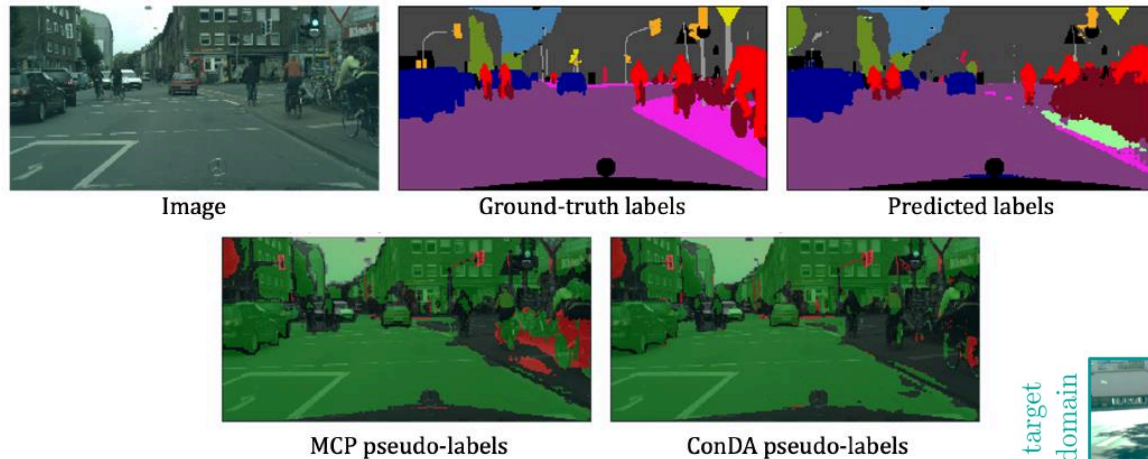 Image
Ground-truth labels
Predicted labels
MCP pseudo-labels
ConDA pseudo-labels
target
domain